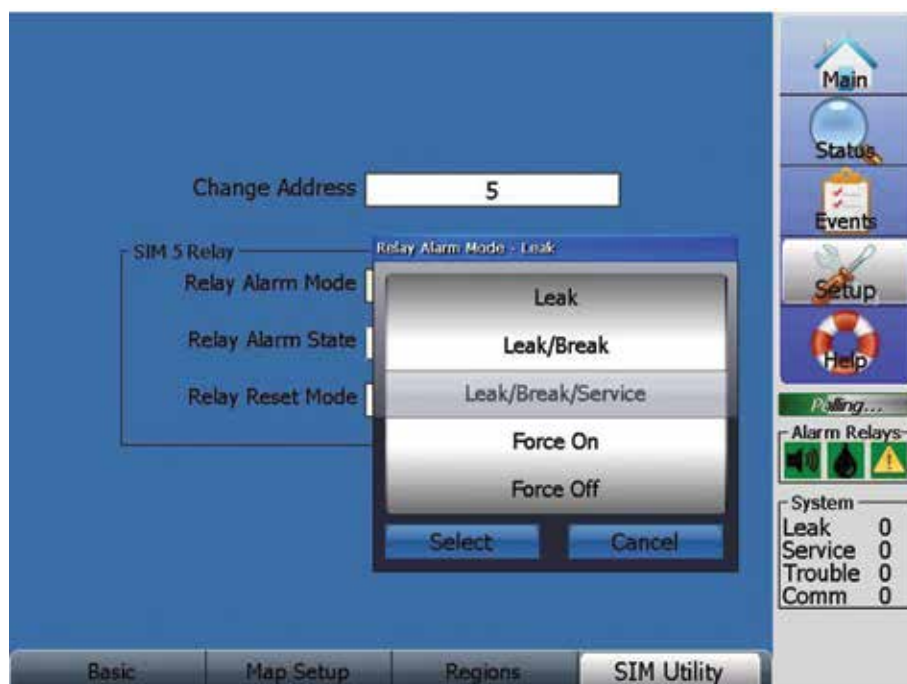 Change Address
5
SIM 5 Relay
Relay Alarm Mode
Relay Alarm State
Relay Reset Mode
Relay Alarm Mode - Leak
Leak
Leak/Break
Leak/Break/Service
Force On
Force Off
Select
Cancel
Main
Status
Events
Setup
Help
Polling...
Alarm Relays
System
Leak 0
Service 0
Trouble 0
Comm 0
Basic
Map Setup
Regions
SIM Utility